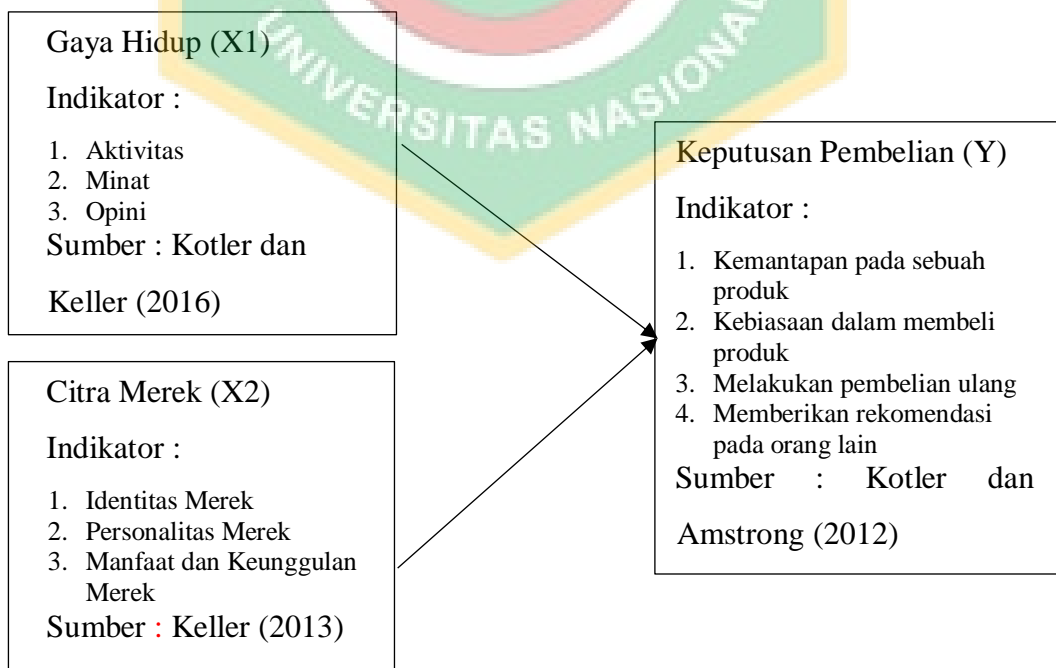 UNIVERSITAS NASIONAL
Gaya Hidup (X1)
Indikator :
1. Aktivitas
2. Minat
3. Opini
Sumber : Kotler dan
Keller (2016)
Citra Merek (X2)
Indikator :
1. Identitas Merek
2. Personalitas Merek
3. Manfaat dan Keunggulan
Merek
Sumber : Keller (2013)
Keputusan Pembelian (Y)
Indikator :
1. Kemantapan pada sebuah
produk
2. Kebiasaan dalam membeli
produk
3. Melakukan pembelian ulang
4. Memberikan rekomendasi
pada orang lain
Sumber : Kotler dan
Amstrong (2012)